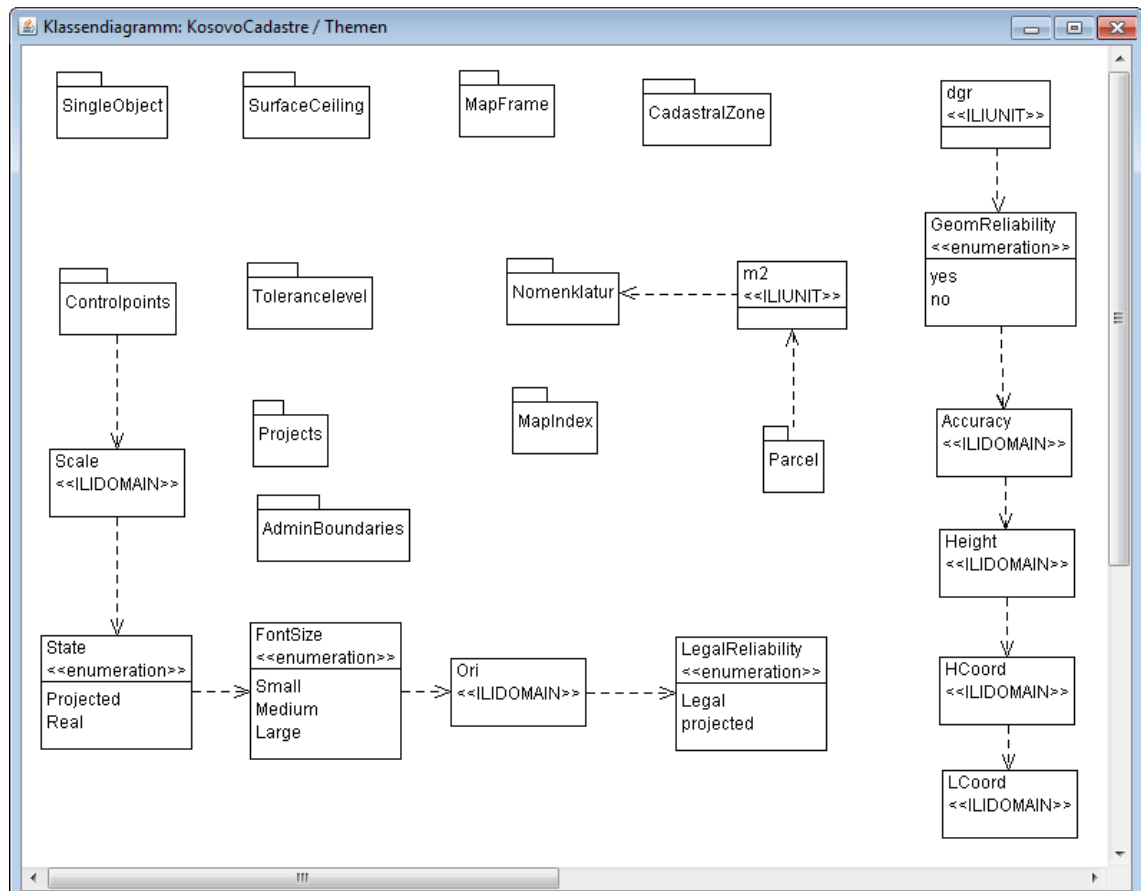 Klassendiagramm: KosovoCadastre / Themen
SingleObject
SurfaceCeiling
MapFrame
CadastralZone
dgr
<<ILIUNIT>>
GeomReliability
<<enumeration>>
yes
no
Controlpoints
Tolerancelevel
Nomenklatur
m2
<<ILIUNIT>>
Projects
MapIndex
Parcel
Accuracy
<<ILIDOMAIN>>
Scale
<<ILIDOMAIN>>
AdminBoundaries
Height
<<ILIDOMAIN>>
State
<<enumeration>>
Projected
Real
FontSize
<<enumeration>>
Small
Medium
Large
Ori
<<ILIDOMAIN>>
LegalReliability
<<enumeration>>
Legal
projected
HCoord
<<ILIDOMAIN>>
LCoord
<<ILIDOMAIN>>